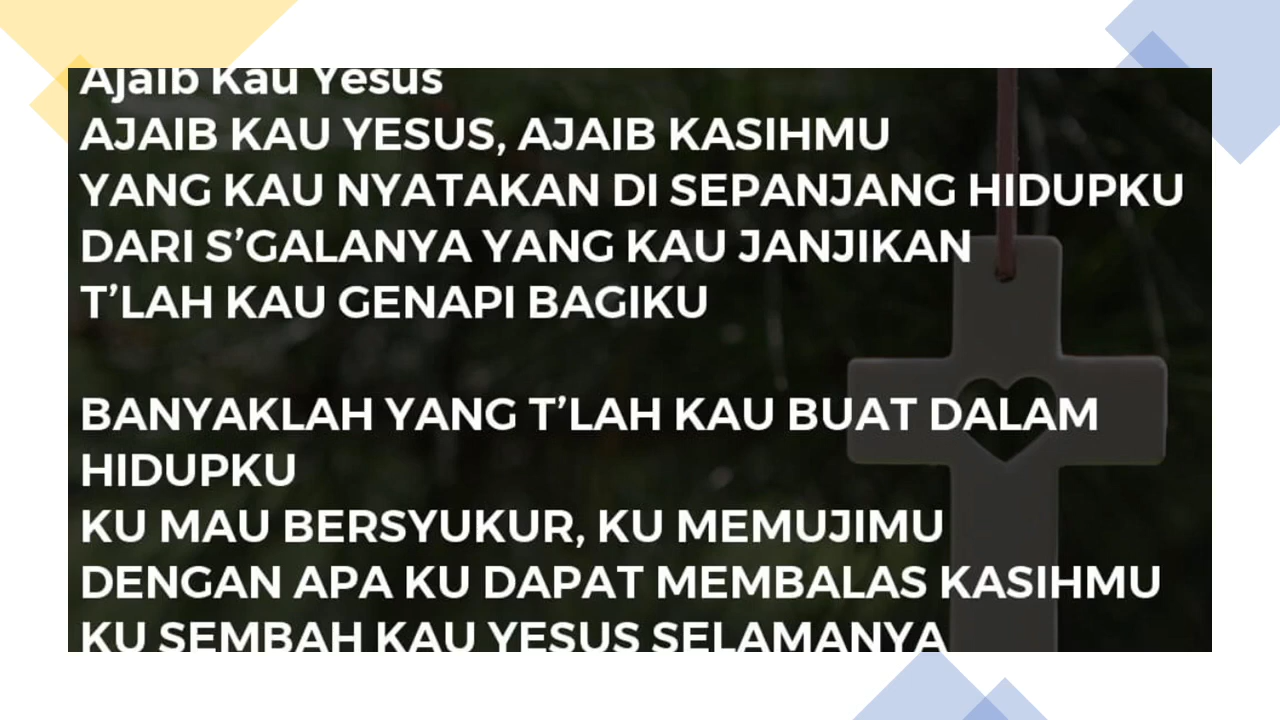 Ajaib Kau Yesus
AJAIB KAU YESUS, AJAIB KASIHMU
YANG KAU NYATAKAN DI SEPANJANG HIDUPKU
DARI S’GALANYA YANG KAU JANJIKAN
T’LAH KAU GENAPI BAGIKU
BANYAKLAH YANG T’LAH KAU BUAT DALAM
HIDUPKU
KU MAU BERSYUKUR, KU MEMUJIMU
DENGAN APA KU DAPAT MEMBALAS KASIHMU
KU SEMBAH KAU YESUS SELAMANYA